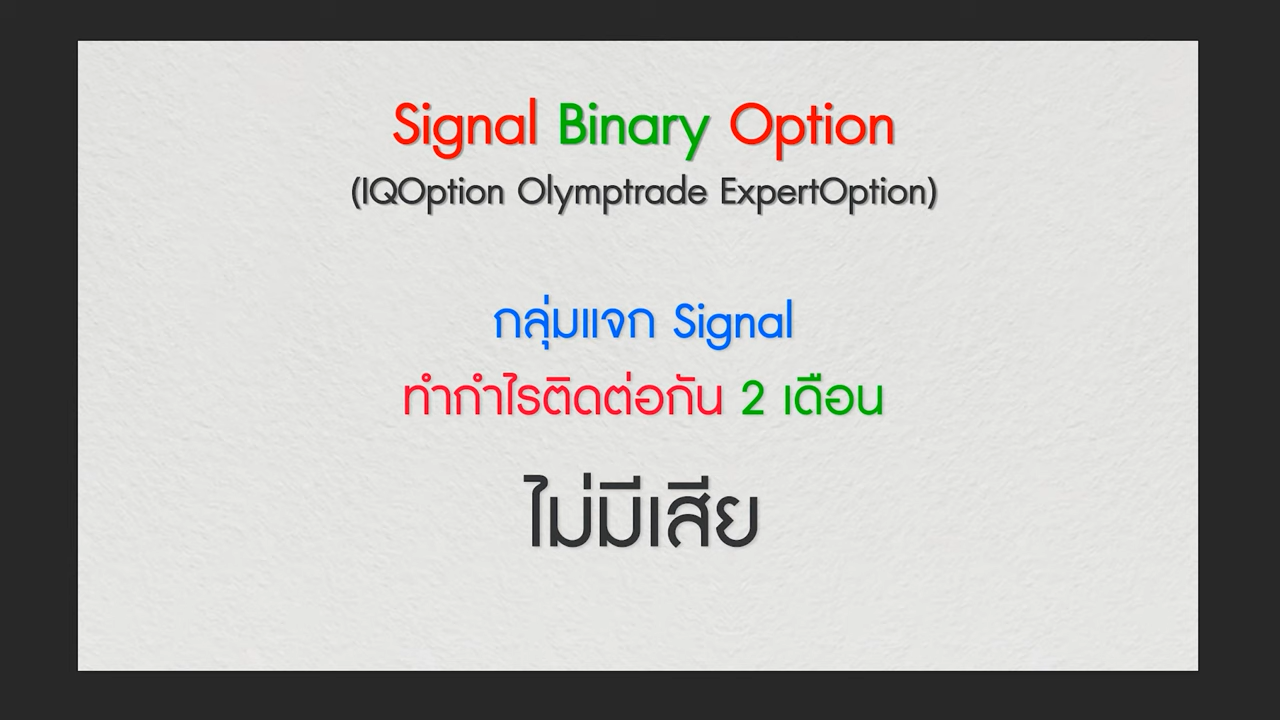 Signal Binary Option
(IQOption Olymptrade ExpertOption)
กลุ่มแจก Signal
ทำกำไรติดต่อกัน 2 เดือน
ไม่มีเสีย